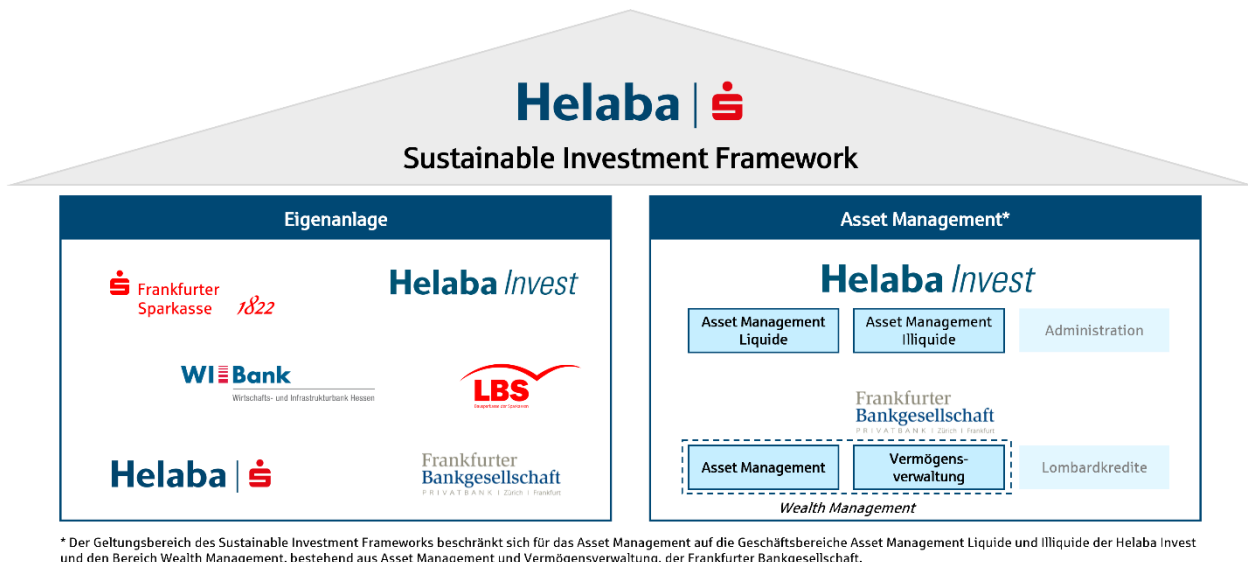 Helaba
Sustainable Investment Framework
Eigenanlage
Frankfurter
Sparkasse 1822
Helaba Invest
WIBank
Wirtschafts- und Infrastrukturbank Hessen
LBS
Bausparkasse der Sparkassen
Helaba
Frankfurter
Bankgesellschaft
PRIVATBANK | Zürich | Frankfurt
Asset Management*
Helaba Invest
Asset Management
Liquide
Asset Management
Illiquide
Administration
Frankfurter
Bankgesellschaft
PRIVATBANK | Zürich | Frankfurt
Asset Management
Vermögens-
verwaltung
Lombardkredite
Wealth Management
* Der Geltungsbereich des Sustainable Investment Frameworks beschränkt sich für das Asset Management auf die Geschäftsbereiche Asset Management Liquide und Illiquide der Helaba Invest
und den Bereich Wealth Management, bestehend aus Asset Management und Vermögensverwaltung, der Frankfurter Bankgesellschaft.